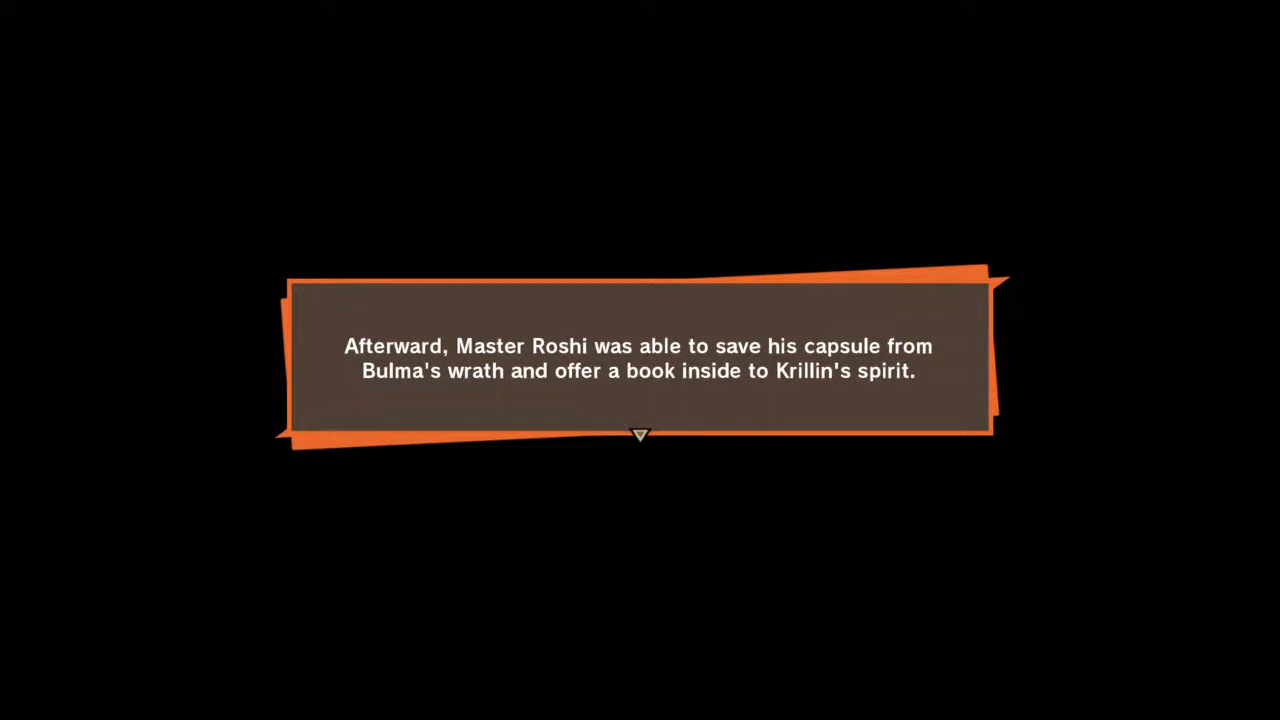 Afterward, Master Roshi was able to save his capsule from
Bulma's wrath and offer a book inside to Krillin's spirit.